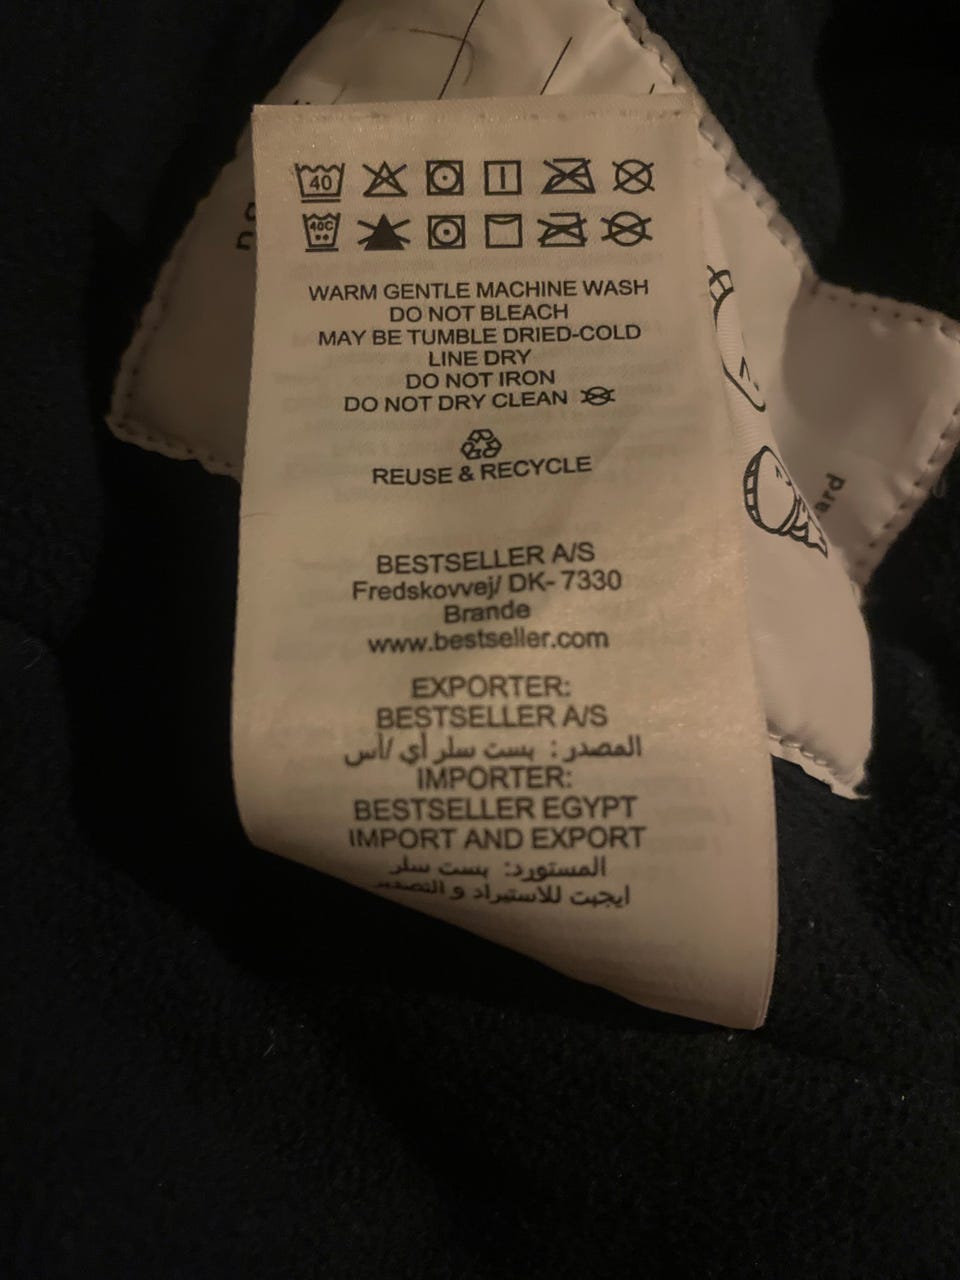 40
40C
WARM GENTLE MACHINE WASH
DO NOT BLEACH
MAY BE TUMBLE DRIED-COLD
LINE DRY
DO NOT IRON
DO NOT DRY CLEAN
REUSE & RECYCLE
BESTSELLER A/S
Fredskovvej/ DK- 7330
Brande
www.bestseller.com
EXPORTER:
BESTSELLER A/S
المصدر : بست سلر أي /أس
IMPORTER:
BESTSELLER EGYPT
IMPORT AND EXPORT
المستورد: بست سلر
ايجبت للاستيراد و التصدير
ard